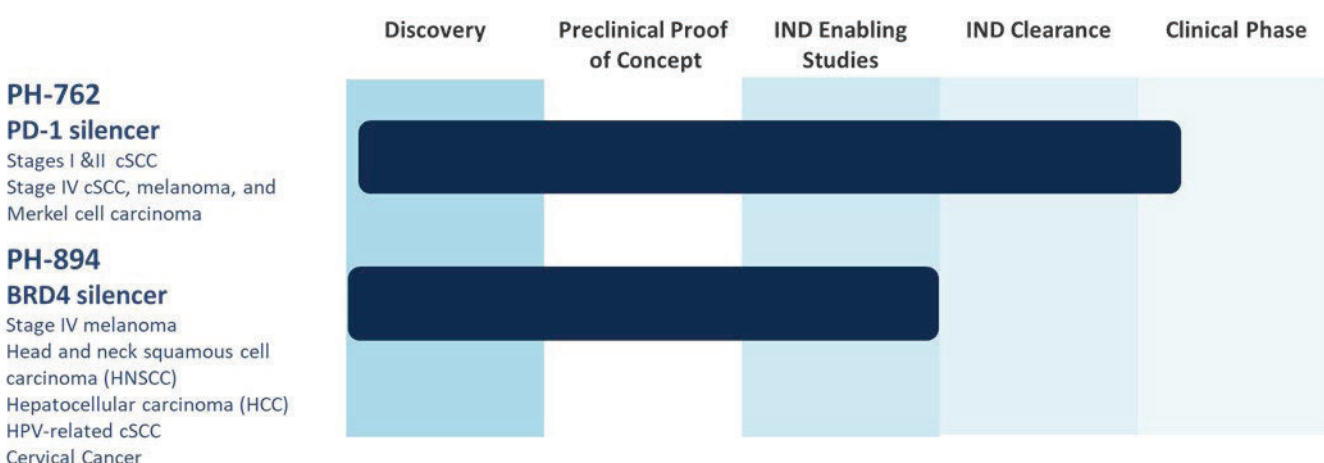 Discovery
Preclinical Proof
of Concept
IND Enabling
Studies
IND Clearance
Clinical Phase
PH-762
PD-1 silencer
Stages I &II cSCC
Stage IV cSCC, melanoma, and
Merkel cell carcinoma
PH-894
BRD4 silencer
Stage IV melanoma
Head and neck squamous cell
carcinoma (HNSCC)
Hepatocellular carcinoma (HCC)
HPV-related cSCC
Cervical Cancer